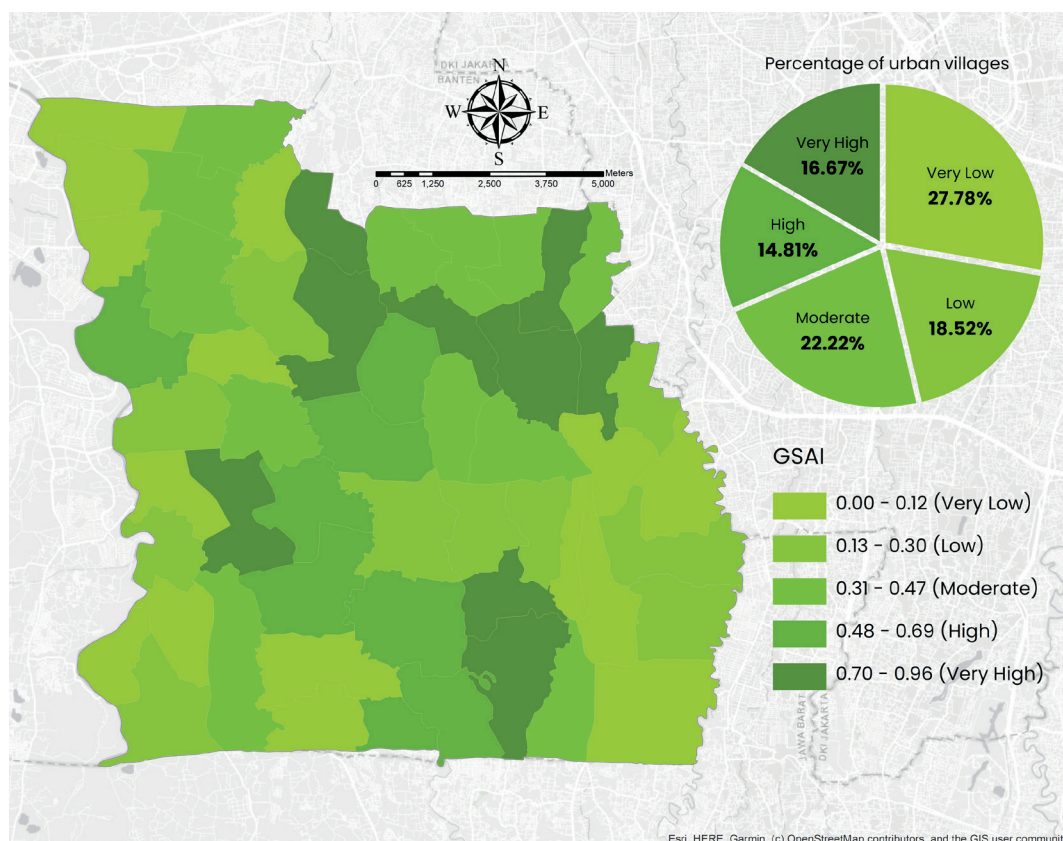 Percentage of urban villages
Very High
16.67%
Very Low
27.78%
High
14.81%
Low
18.52%
Moderate
22.22%
DKI JAKARTA
BANTEN
N
W
E
S
Meters
0 625 1,250 2,500 3,750 5,000
GSAI
0.00 - 0.12 (Very Low)
0.13 - 0.30 (Low)
0.31 - 0.47 (Moderate)
0.48 - 0.69 (High)
0.70 - 0.96 (Very High)
JAWA BARAT
DKI JAKARTA
Esri, HERE, Garmin, (c) OpenStreetMap contributors, and the GIS user communit